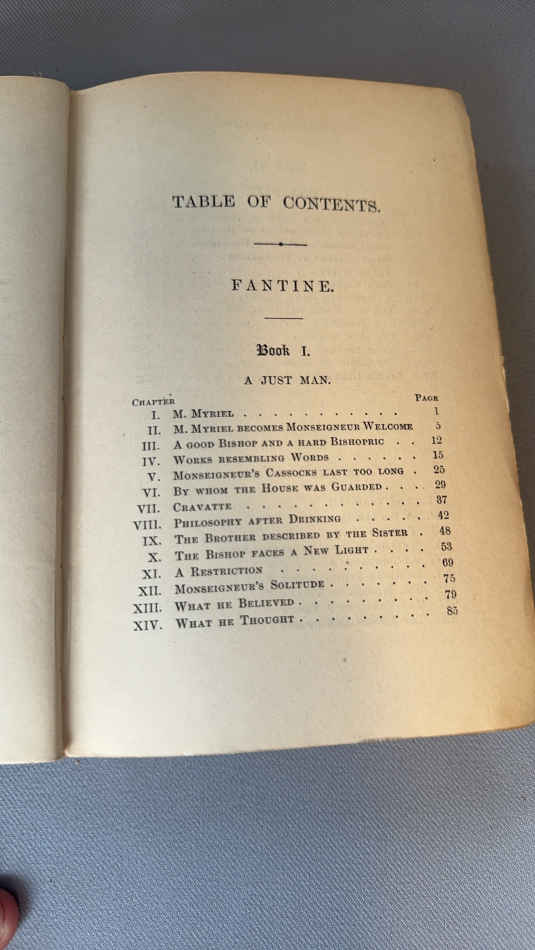 TABLE OF CONTENTS.
FANTINE.
Book I.
A JUST MAN.
CHAPTER PAGE
I. M. MYRIEL . . . . . . . . . . . 1
II. M. MYRIEL BECOMES MONSEIGNEUR WELCOME 5
III. A GOOD BISHOP AND A HARD BISHOPRIC . . 12
IV. WORKS RESEMBLING WORDS . . . . . . 15
V. MONSEIGNEUR'S CASSOCKS LAST TOO LONG . 25
VI. BY WHOM THE HOUSE WAS GUARDED . . . . 29
VII. CRAVATTE . . . . . . . . . . . 37
VIII. PHILOSOPHY AFTER DRINKING . . . . . 42
IX. THE BROTHER DESCRIBED BY THE SISTER . 48
X. THE BISHOP FACES A NEW LIGHT . . . . 53
XI. A RESTRICTION . . . . . . . . . 69
XII. MONSEIGNEUR'S SOLITUDE . . . . . . . 75
XIII. WHAT HE BELIEVED . . . . . . . . . 79
XIV. WHAT HE THOUGHT . . . . . . . . . 85